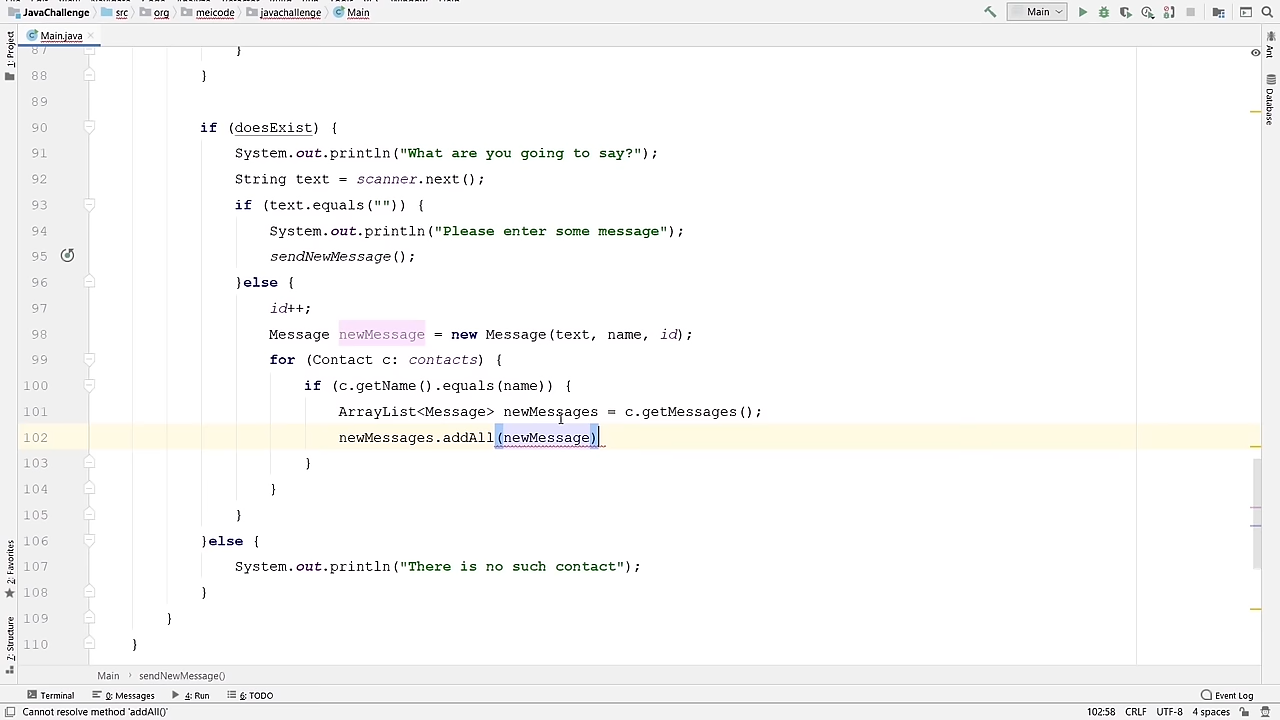 JavaChallenge src org meicode javachallenge Main Main
Main.java
1: Project
Ant
Database
87 }
88 }
89
90 if (doesExist) {
91 System.out.println("What are you going to say?");
92 String text = scanner.next();
93 if (text.equals("")) {
94 System.out.println("Please enter some message");
95 sendNewMessage();
96 }else {
97 id++;
98 Message newMessage = new Message(text, name, id);
99 for (Contact c: contacts) {
100 if (c.getName().equals(name)) {
101 ArrayList<Message> newMessages = c.getMessages();
102 newMessages.addAll(newMessage)
103 }
104 }
105 }
106 }else {
107 System.out.println("There is no such contact");
108 }
109 }
110 }
2: Favorites
7: Structure
Main sendNewMessage()
Terminal 0: Messages 4: Run 6: TODO Event Log
Cannot resolve method 'addAll()' 102:58 CRLF UTF-8 4 spaces